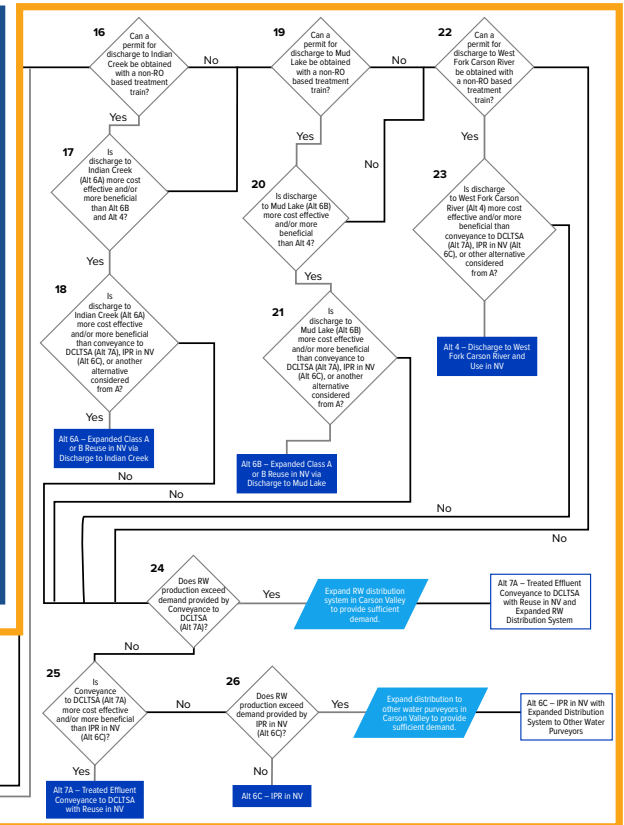 16
Can a
permit for
discharge to Indian
Creek be obtained
with a non-RO
based treatment
train?
No
Yes
19
Can a
permit for
discharge to Mud
Lake be obtained
with a non-RO
based treatment
train?
No
Yes
22
Can a
permit for
discharge to West
Fork Carson River
be obtained with
a non-RO based
treatment
train?
Yes
17
Is
discharge to
Indian Creek
(Alt 6A) more cost
effective and/or
more beneficial
than Alt 6B
and Alt 4?
Yes
20
Is discharge
to Mud Lake (Alt 6B)
more cost effective
and/or more
beneficial
than Alt 4?
No
Yes
23
Is discharge
to West Fork Carson
River (Alt 4) more cost
effective and/or more
beneficial than
conveyance to DCLTSA
(Alt 7A), IPR in NV (Alt
6C), or other alternative
considered
from A?
18
Is
discharge to
Indian Creek (Alt 6A)
more cost effective
and/or more beneficial
than conveyance to
DCLTSA (Alt 7A), IPR in NV
(Alt 6C), or another
alternative
considered
from A?
Yes
21
Is
discharge to
Mud Lake (Alt 6B)
more cost effective
and/or more beneficial
than conveyance to
DCLTSA (Alt 7A), IPR in NV
(Alt 6C), or another
alternative
considered
from A?
Alt 4 – Discharge to West
Fork Carson River and
Use in NV
Alt 6A – Expanded Class A
or B Reuse in NV via
Discharge to Indian Creek
Alt 6B – Expanded Class A
or B Reuse in NV via
Discharge to Mud Lake
No
No
No
No
24
Does RW
production exceed
demand provided by
Conveyance to
DCLTSA
(Alt 7A)?
Yes
Expand RW distribution
system in Carson Valley
to provide sufficient
demand.
Alt 7A – Treated Effluent
Conveyance to DCLTSA
with Reuse in NV and
Expanded RW
Distribution System
No
25
Is
Conveyance
to DCLTSA (Alt 7A)
more cost effective
and/or more beneficial
than IPR in NV
(Alt 6C)?
No
Yes
26
Does RW
production exceed
demand provided by
IPR in NV
(Alt 6C)?
Yes
No
Expand distribution to
other water purveyors in
Carson Valley to provide
sufficient demand.
Alt 6C – IPR in NV with
Expanded Distribution
System to Other Water
Purveyors
Alt 7A – Treated Effluent
Conveyance to DCLTSA
with Reuse in NV
Alt 6C – IPR in NV